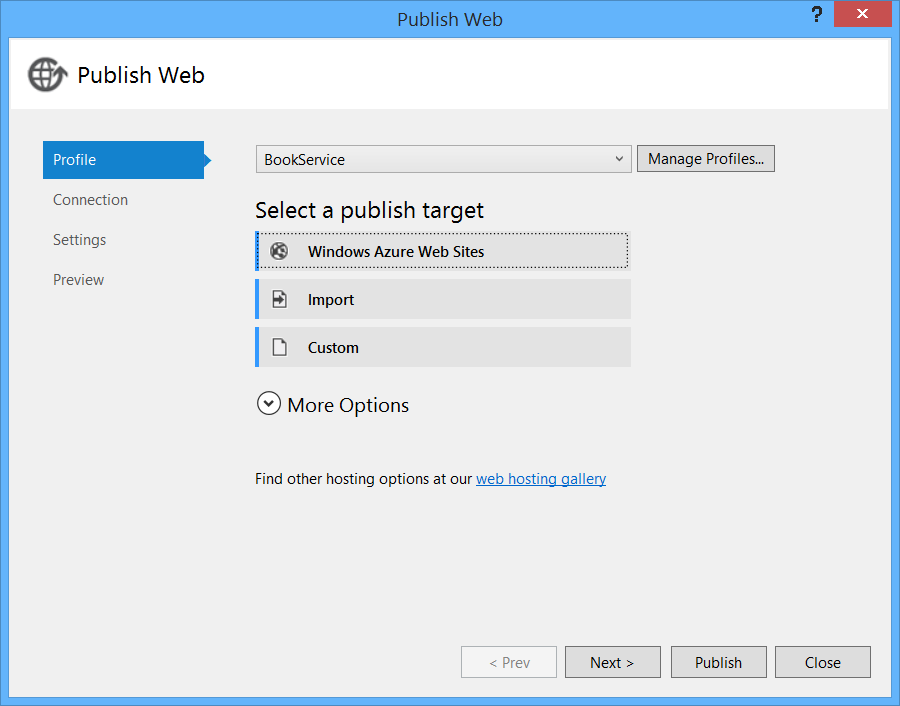 Publish Web
?
Publish Web
Profile
Connection
Settings
Preview
BookService
Manage Profiles...
Select a publish target
Windows Azure Web Sites
Import
Custom
More Options
Find other hosting options at our web hosting gallery
< Prev
Next >
Publish
Close